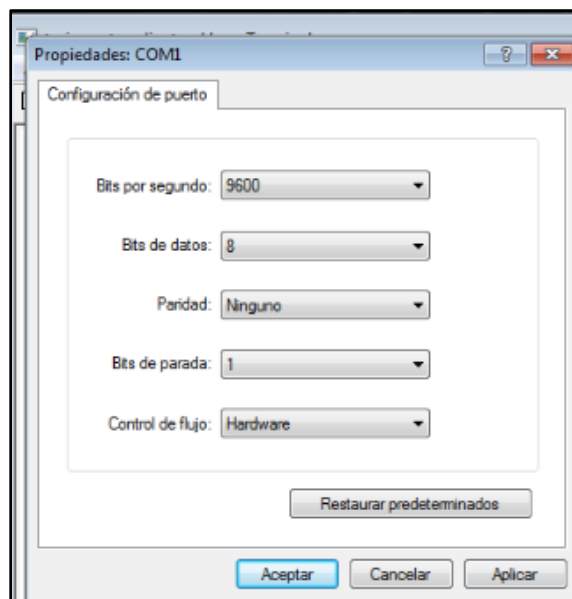 Propiedades: COM1
Configuración de puerto
Bits por segundo: 9600
Bits de datos: 8
Paridad: Ninguno
Bits de parada: 1
Control de flujo: Hardware
Restaurar predeterminados
Aceptar Cancelar Aplicar